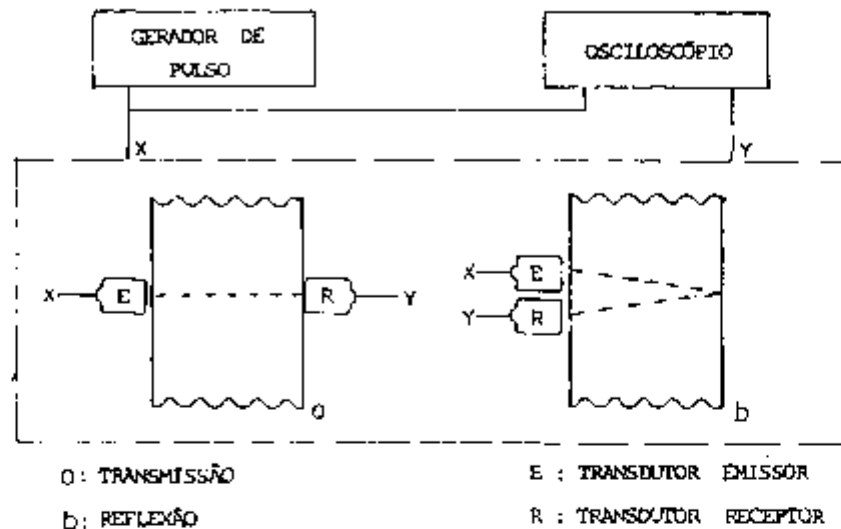 GERADOR DE
PULSO
OSCILOSCÓPIO
X
Y
X
E
R
Y
X
E
Y
R
a
b
a: TRANSMISSÃO
E : TRANSDUTOR EMISSOR
b: REFLEXÃO
R : TRANSDUTOR RECEPTOR